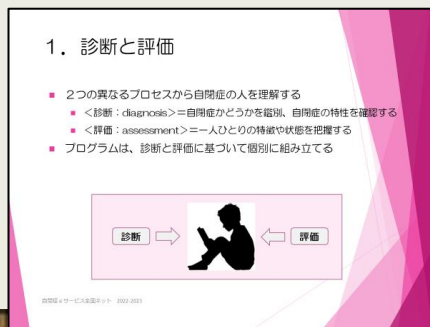 1．診断と評価
２つの異なるプロセスから自閉症の人を理解する
＜診断：diagnosis＞＝自閉症かどうかを鑑別、自閉症の特性を確認する
＜評価：assessment＞＝一人ひとりの特徴や状態を把握する
プログラムは、診断と評価に基づいて個別に組み立てる
診断 評価
自閉症eサービス全国ネット 2022-2023